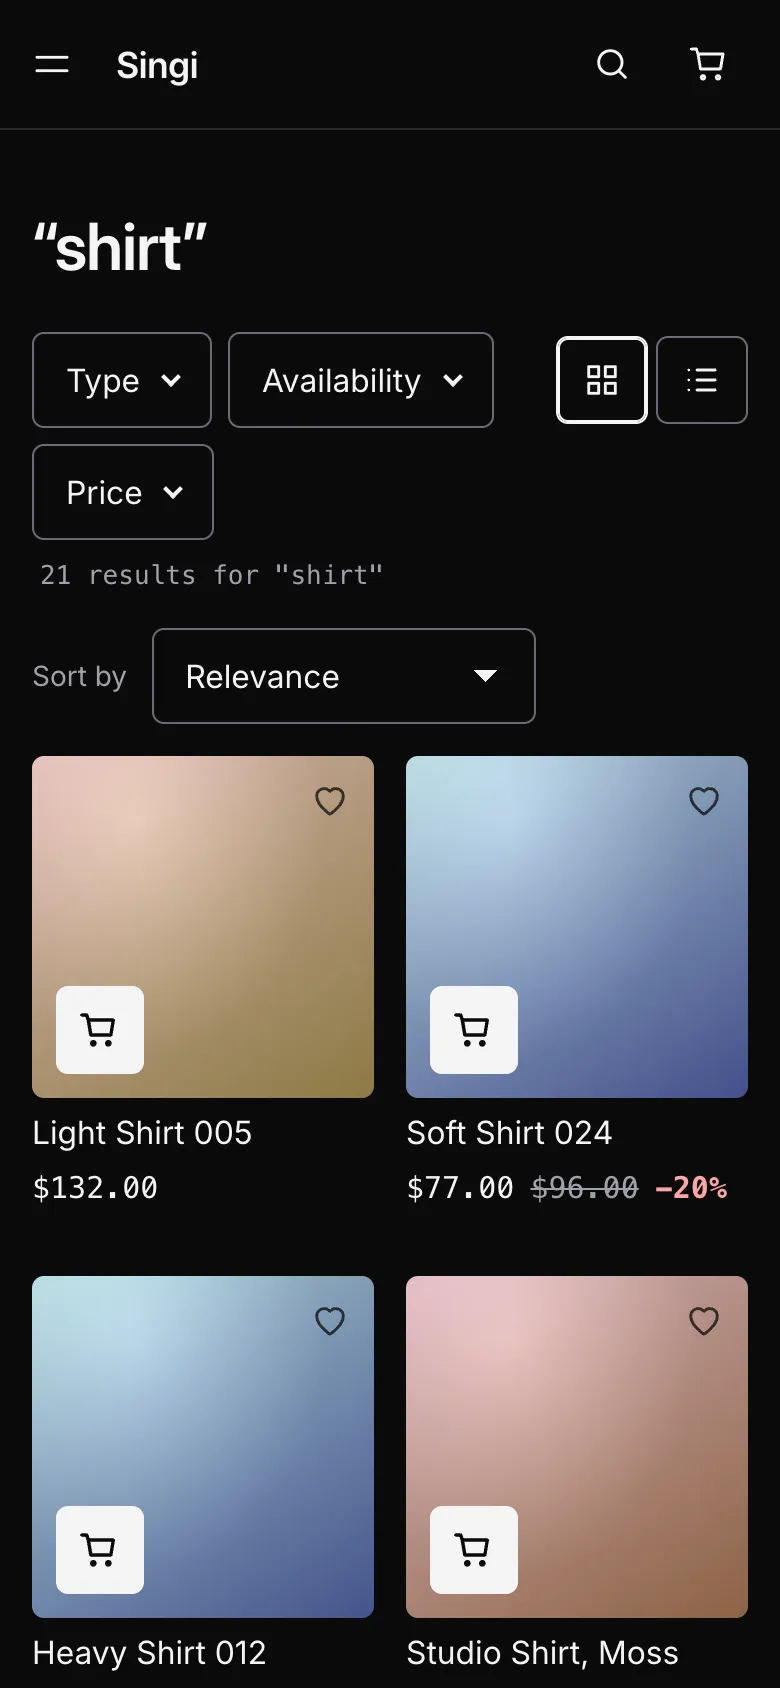 Singi
“shirt”
Type
Availability
Price
21 results for "shirt"
Sort by
Relevance
Light Shirt 005
$132.00
Soft Shirt 024
$77.00 $96.00 −20%
Heavy Shirt 012
Studio Shirt, Moss